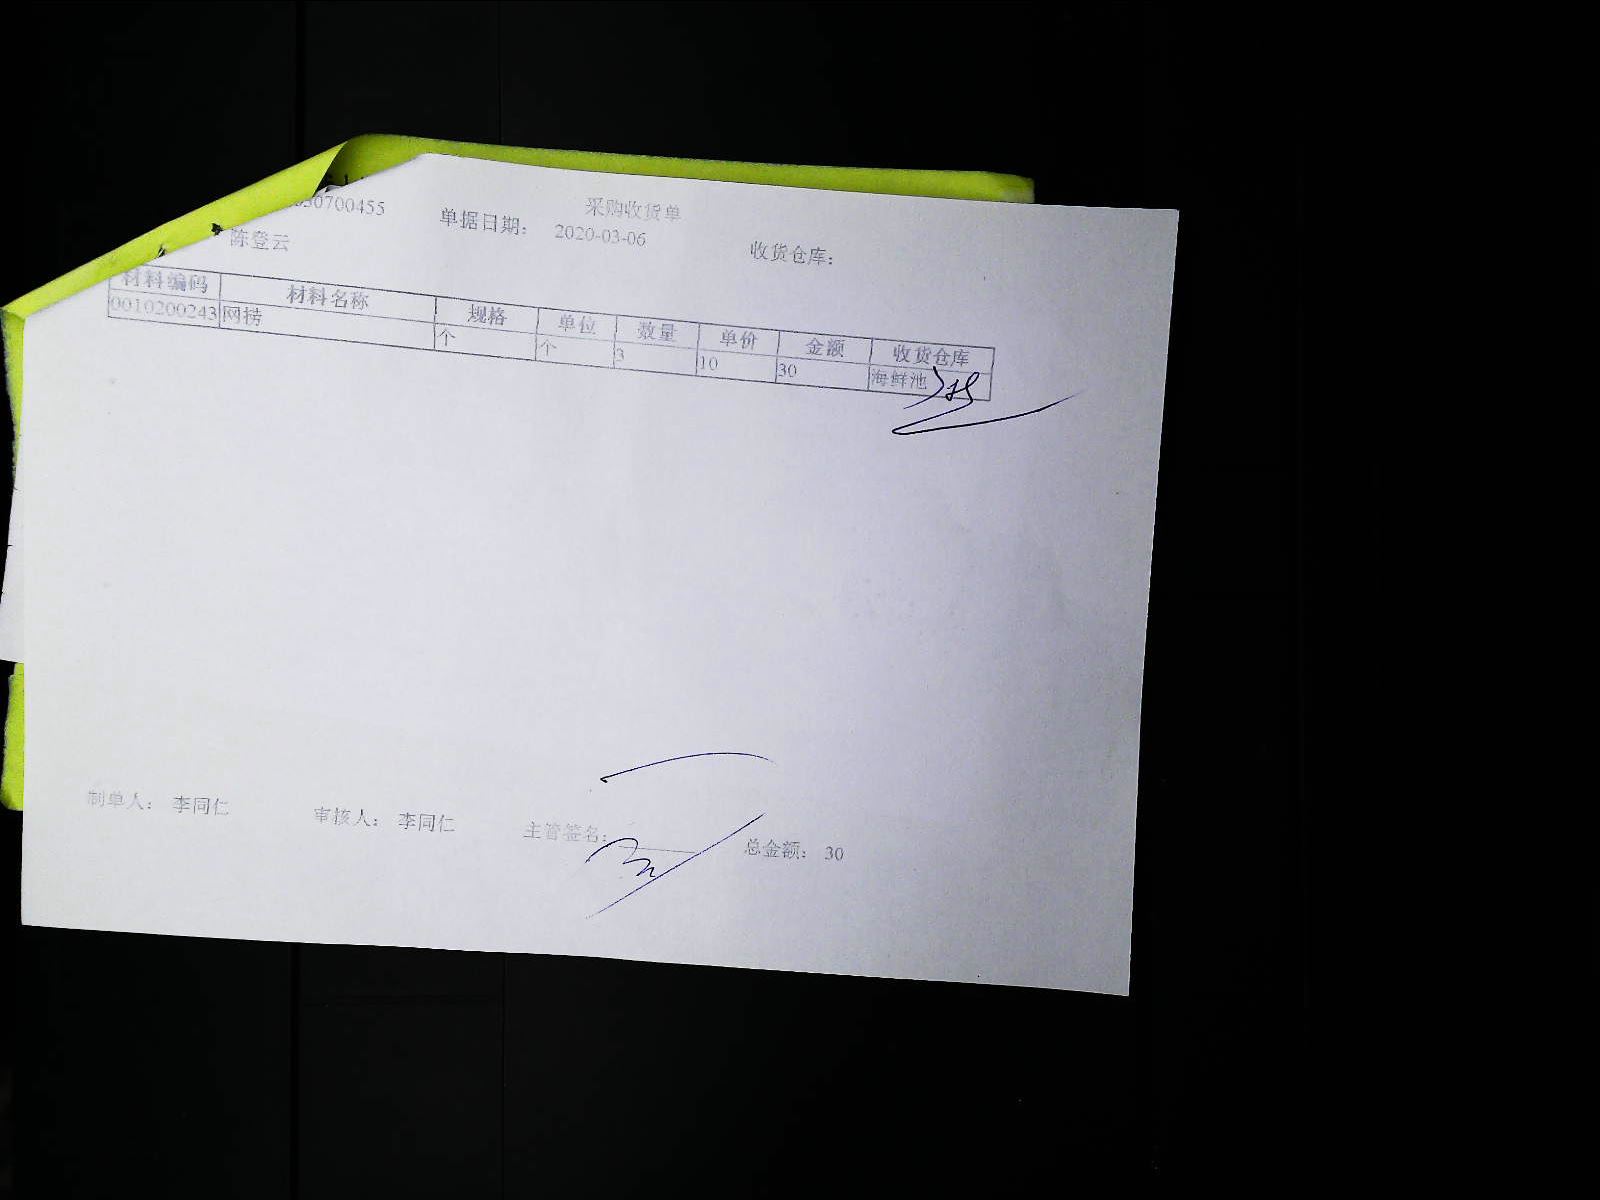 采购收货单
30700455 单据日期： 2020-03-06 收货仓库：
陈登云
材料编码 材料名称 规格 单位 数量 单价 金额 收货仓库
0010200243 网捞 个 个 3 10 30 海鲜池
制单人： 李同仁 审核人： 李同仁 主管签名： 总金额： 30